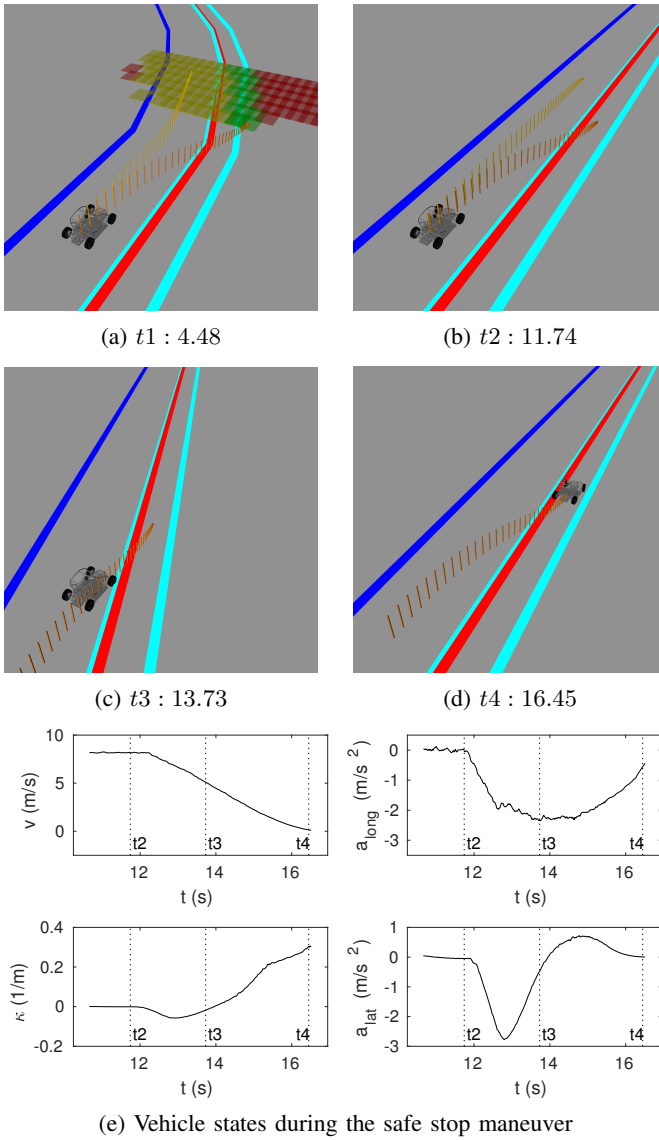 (a) t1 : 4.48
(b) t2 : 11.74
(c) t3 : 13.73
(d) t4 : 16.45
10
5
0
v (m/s)
t2
t3
t4
12
14
16
t (s)
0
-1
-2
-3
a_long (m/s²)
t2
t3
t4
12
14
16
t (s)
0.4
0.2
0
-0.2
κ (1/m)
t2
t3
t4
12
14
16
t (s)
1
0
-1
-2
-3
a_lat (m/s²)
t2
t3
t4
12
14
16
t (s)
(e) Vehicle states during the safe stop maneuver